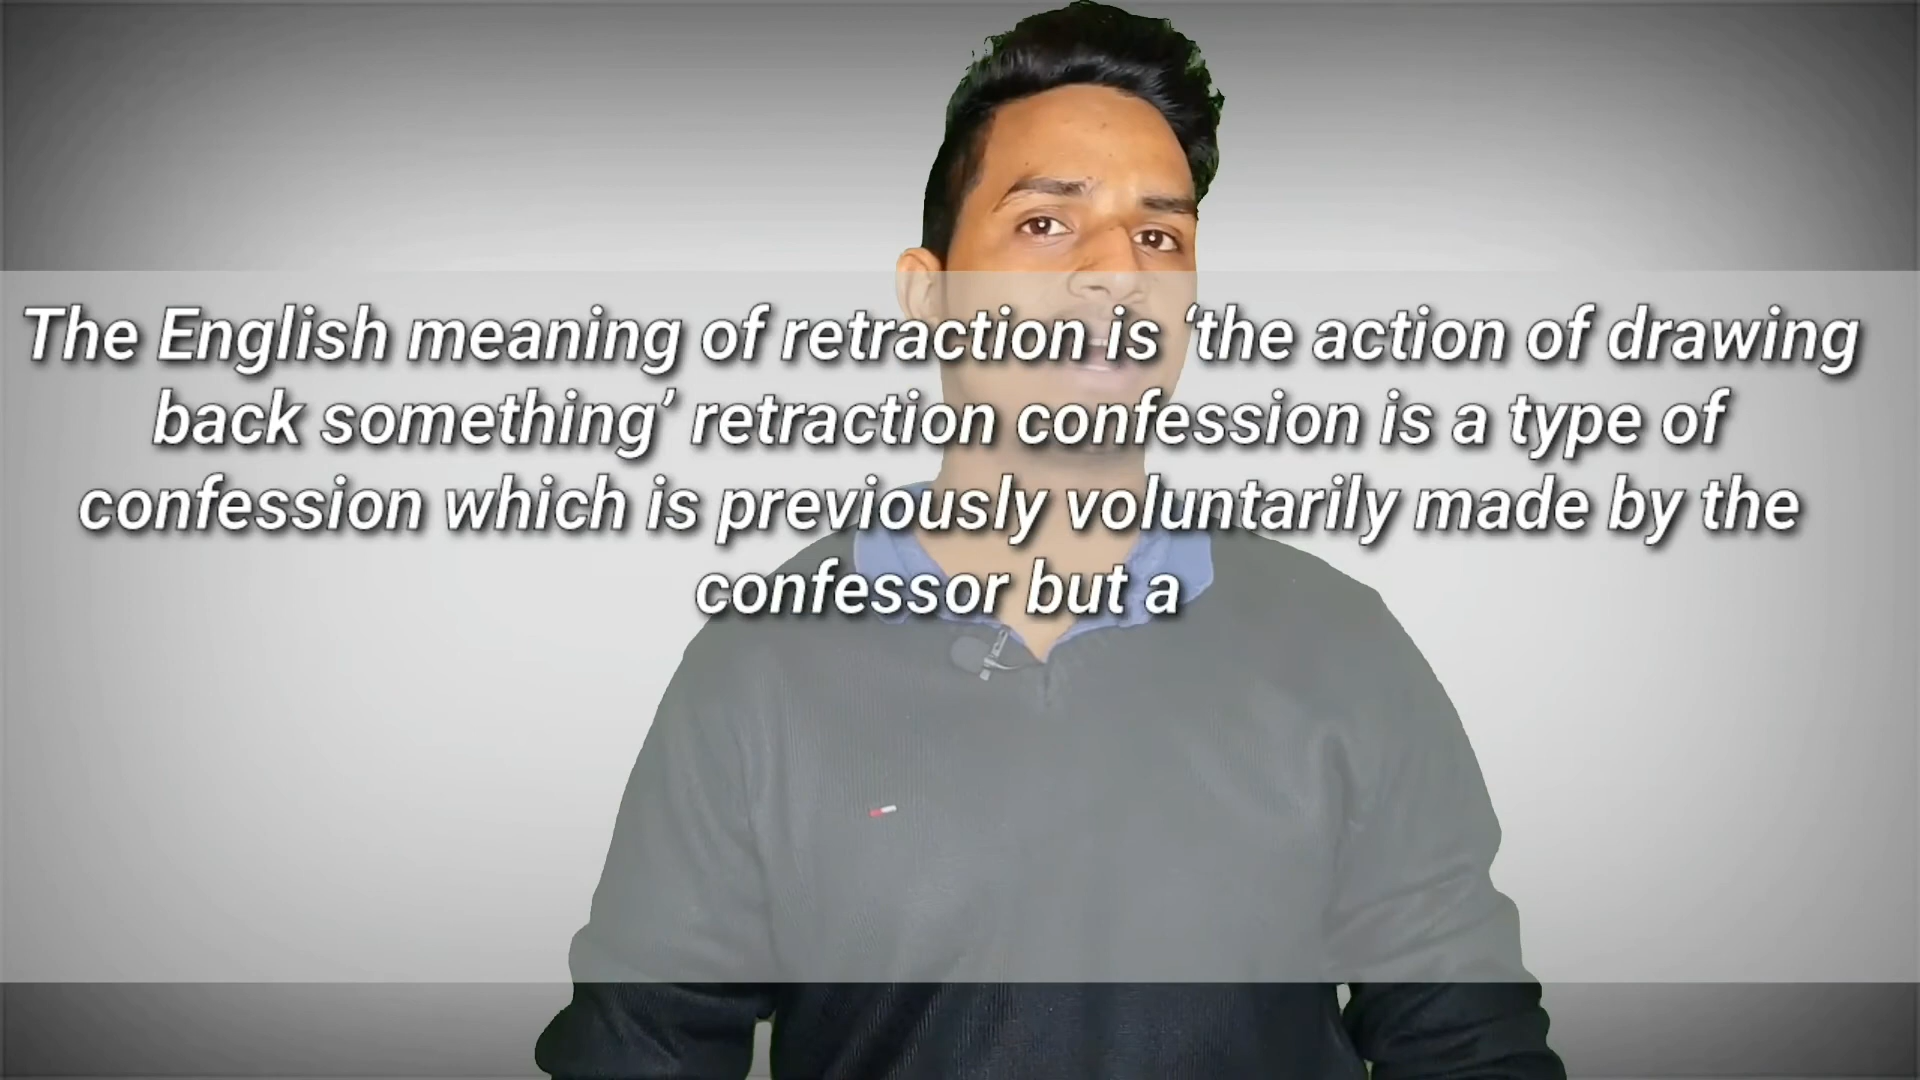 The English meaning of retraction is ‘the action of drawing
back something’ retraction confession is a type of
confession which is previously voluntarily made by the
confessor but a